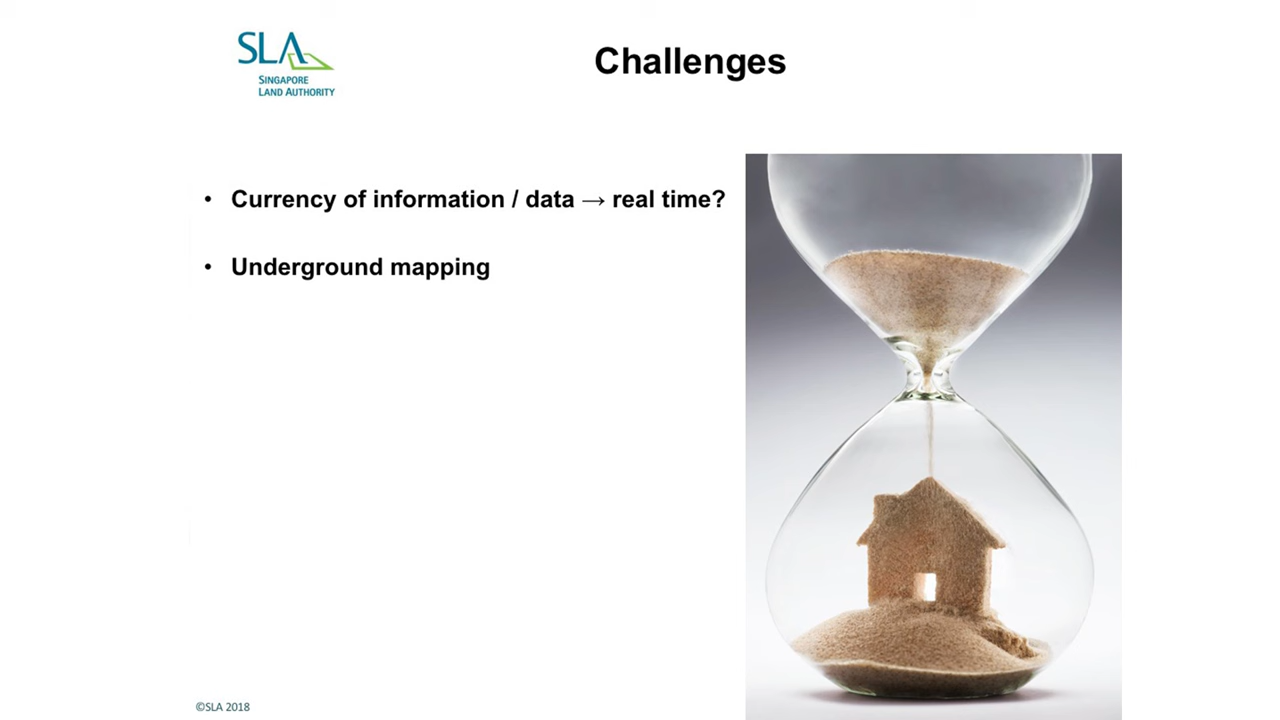 SLA
SINGAPORE
LAND AUTHORITY
Challenges
• Currency of information / data → real time?
• Underground mapping
©SLA 2018